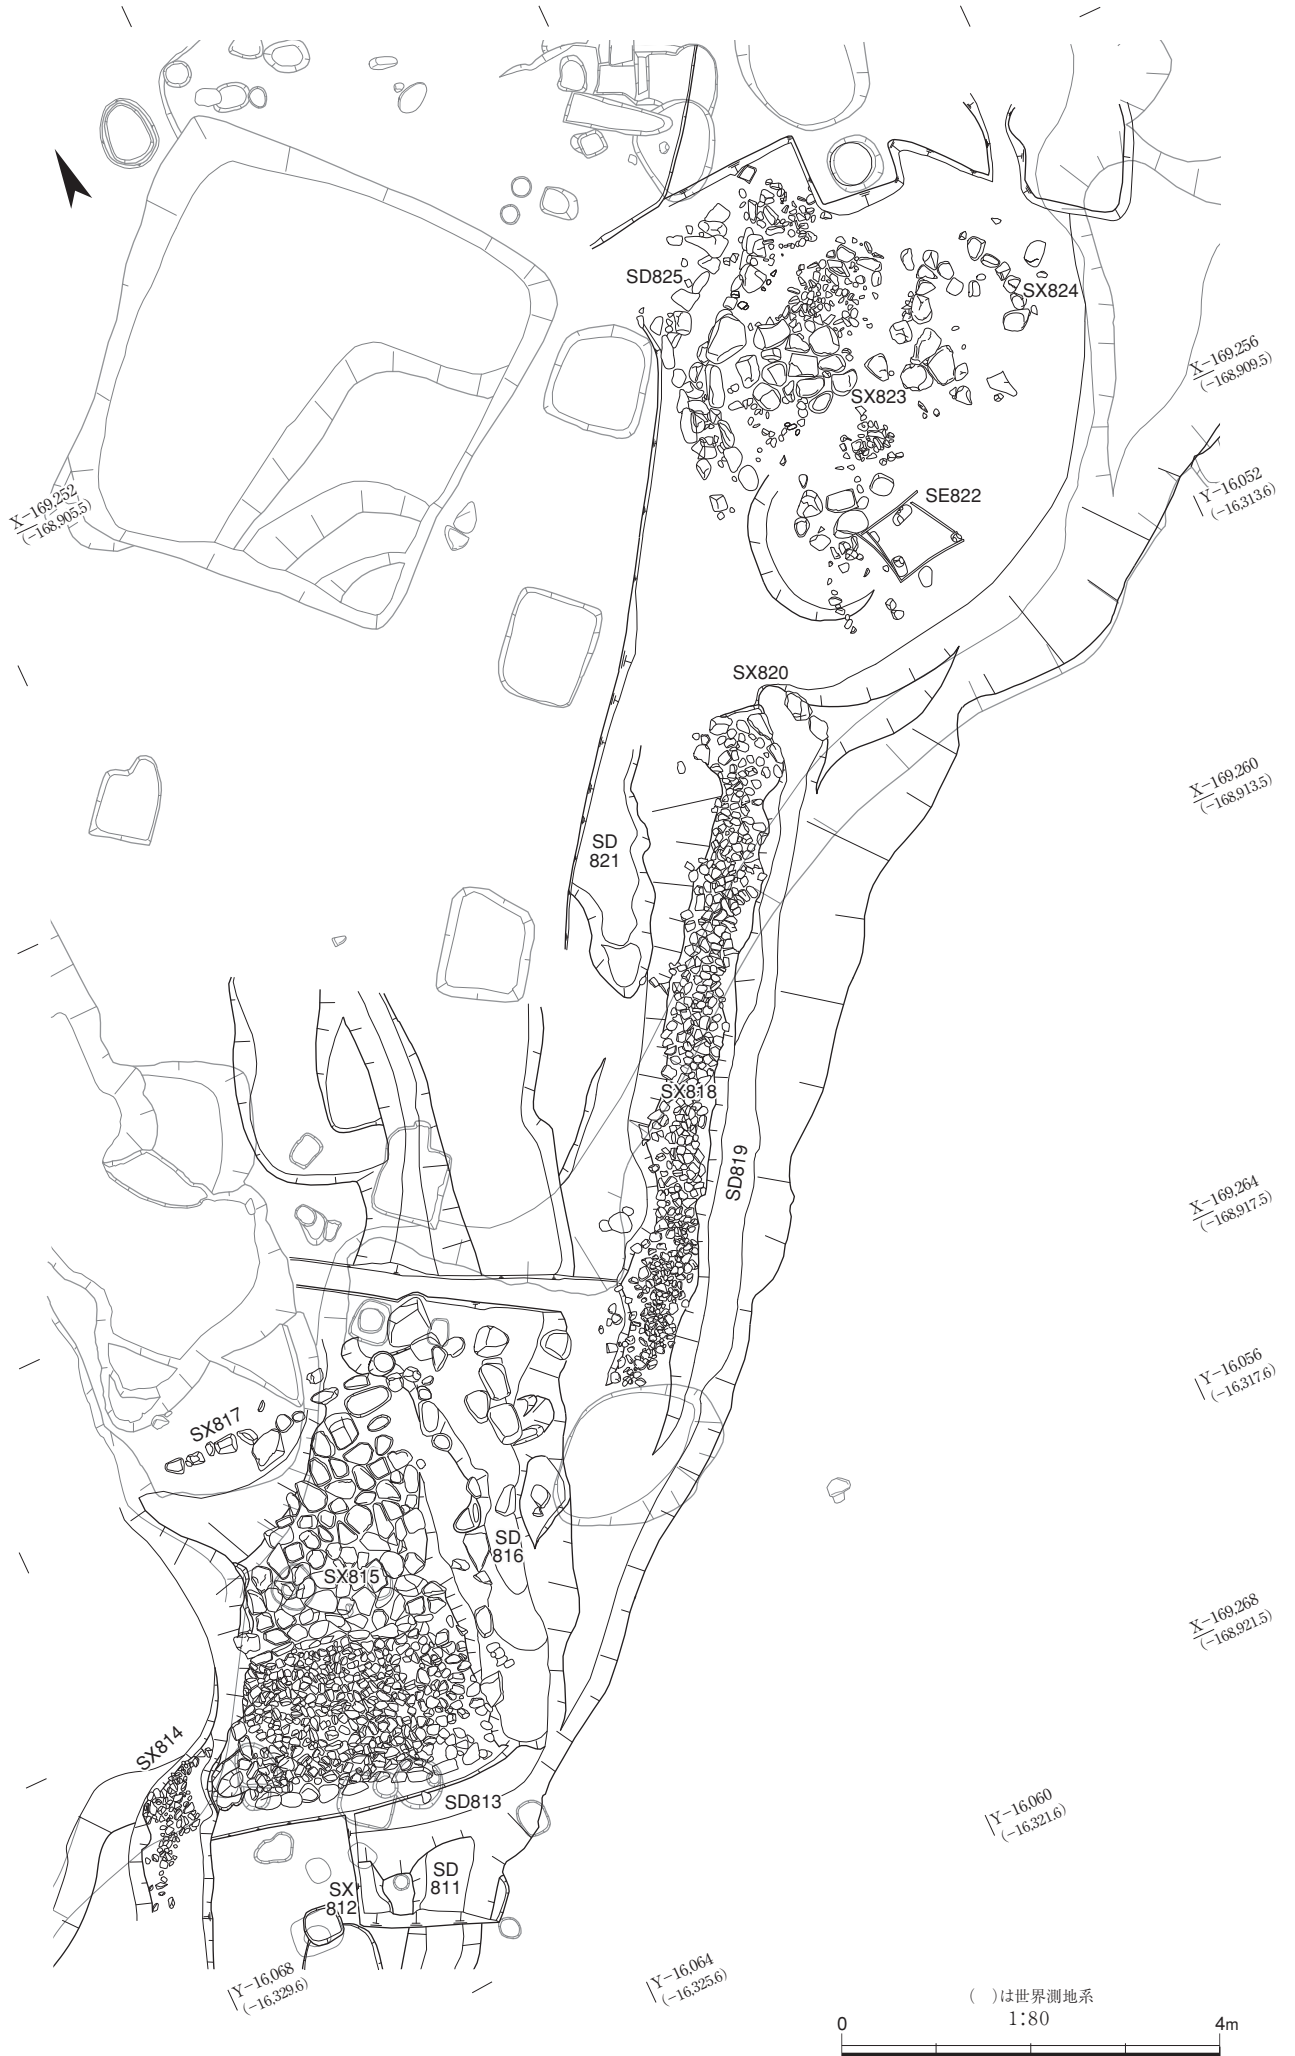 SD825
SX824
X−169,256
(−168,909.5)
SX823
Y−16,052
(−16,313.6)
SE822
X−169,252
(−168,905.5)
SX820
X−169,260
(−168,913.5)
SD
821
SX818
SD819
X−169,264
(−168,917.5)
Y−16,056
(−16,317.6)
SX817
SD
816
SX815
X−169,268
(−168,921.5)
SX814
SD813
Y−16,060
(−16,321.6)
SD
811
SX
812
Y−16,068
(−16,329.6)
Y−16,064
(−16,325.6)
(　)は世界測地系
1:80
0 4m